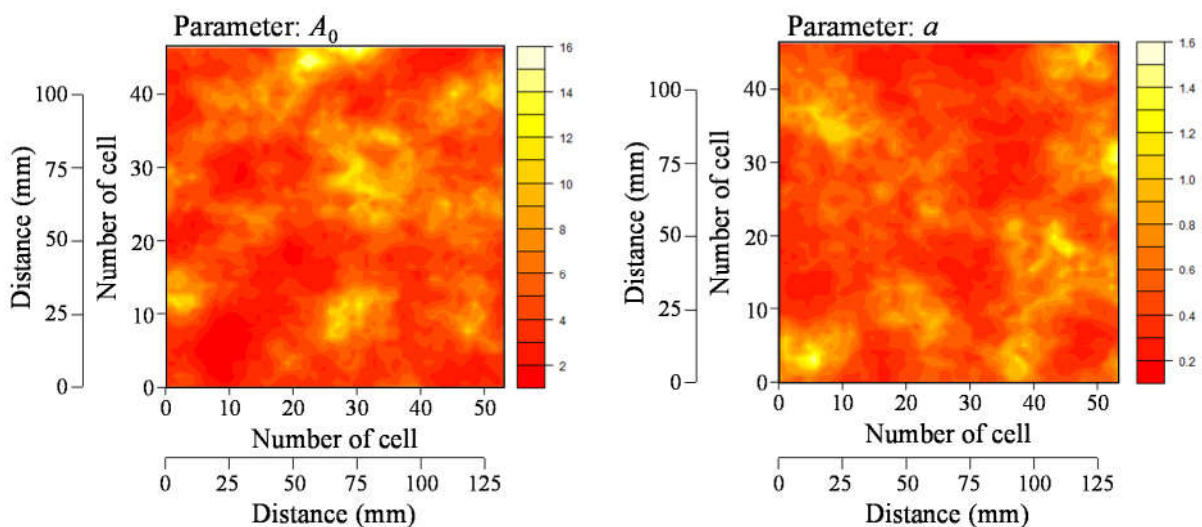 Parameter: A0
16
14
12
10
8
6
4
2
100
75
50
25
0
Distance (mm)
40
30
20
10
0
Number of cell
0 10 20 30 40 50
Number of cell
0 25 50 75 100 125
Distance (mm)
Parameter: a
1.6
1.4
1.2
1.0
0.8
0.6
0.4
0.2
100
75
50
25
0
Distance (mm)
40
30
20
10
0
Number of cell
0 10 20 30 40 50
Number of cell
0 25 50 75 100 125
Distance (mm)